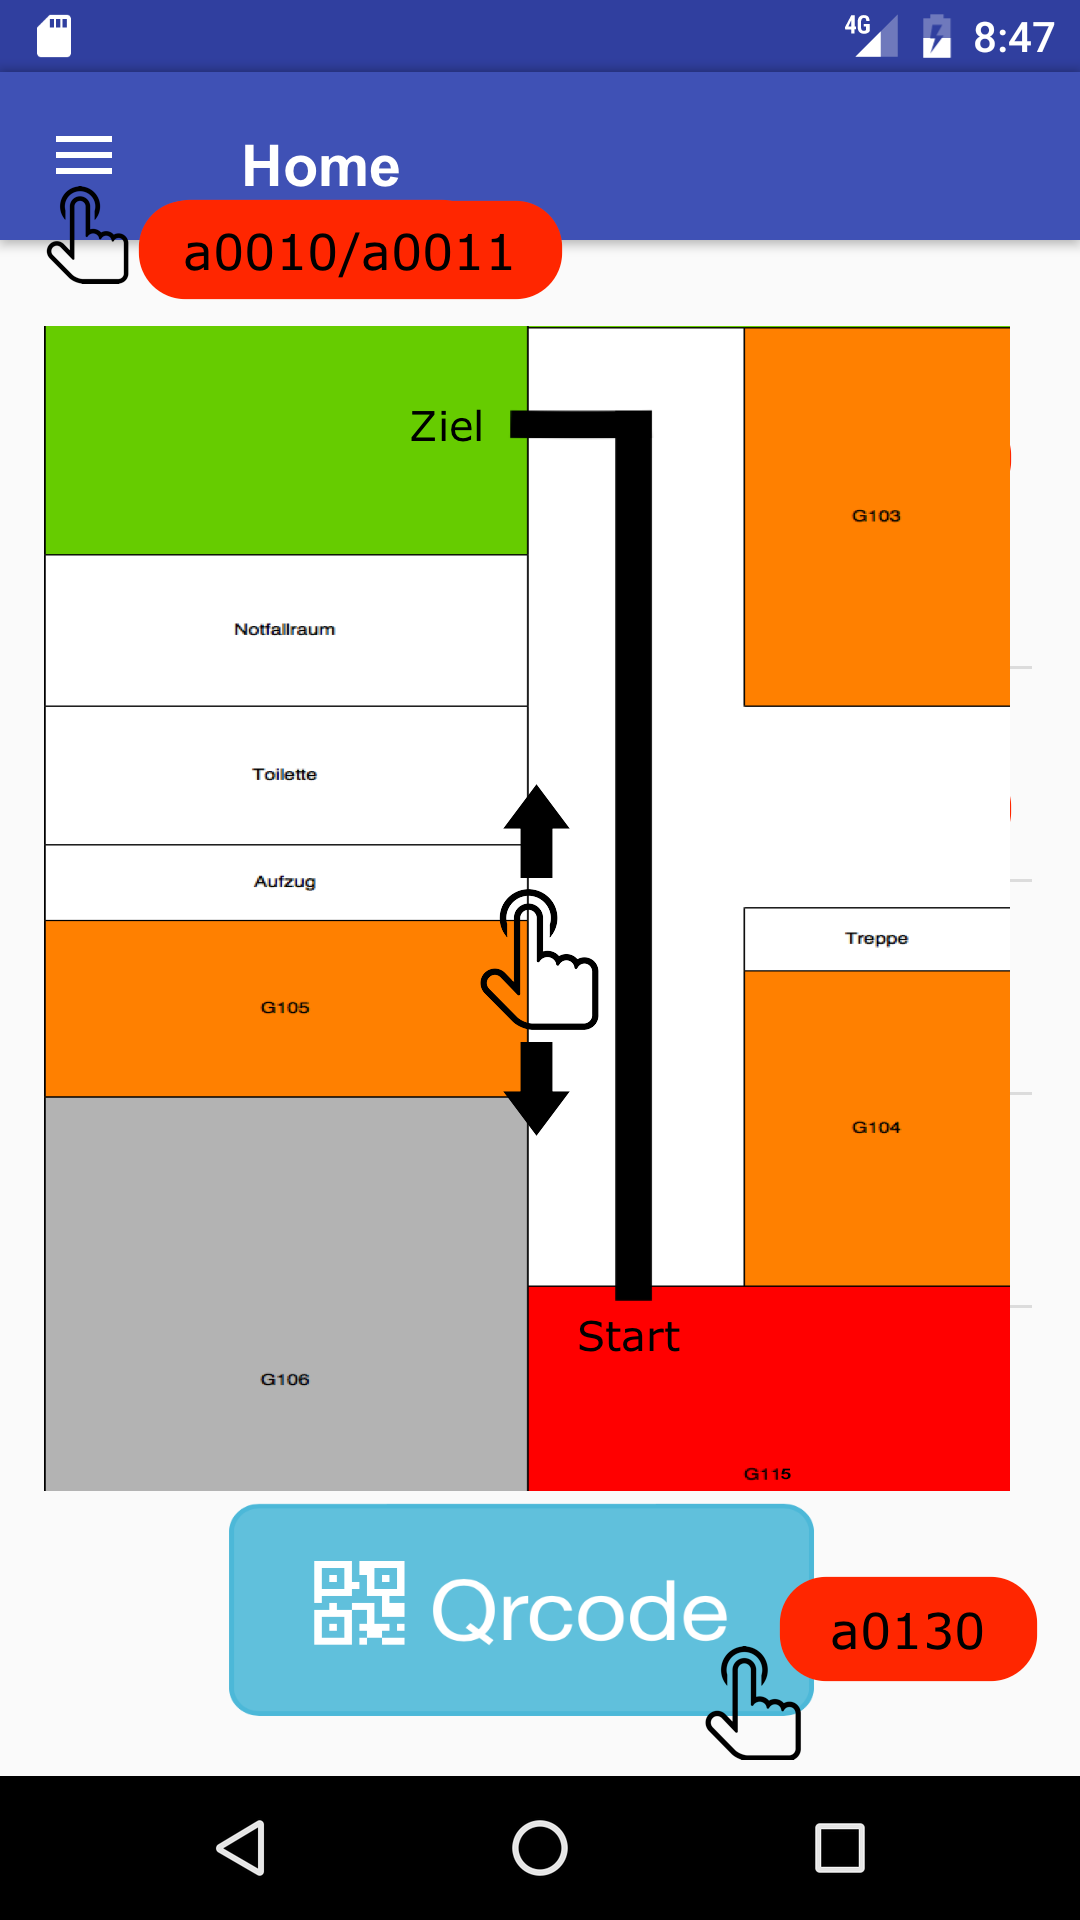 4G 8:47
Home
a0010/a0011
Ziel
G103
Notfallraum
Toilette
Aufzug
Treppe
G105
G104
Start
G106
G115
Qrcode
a0130